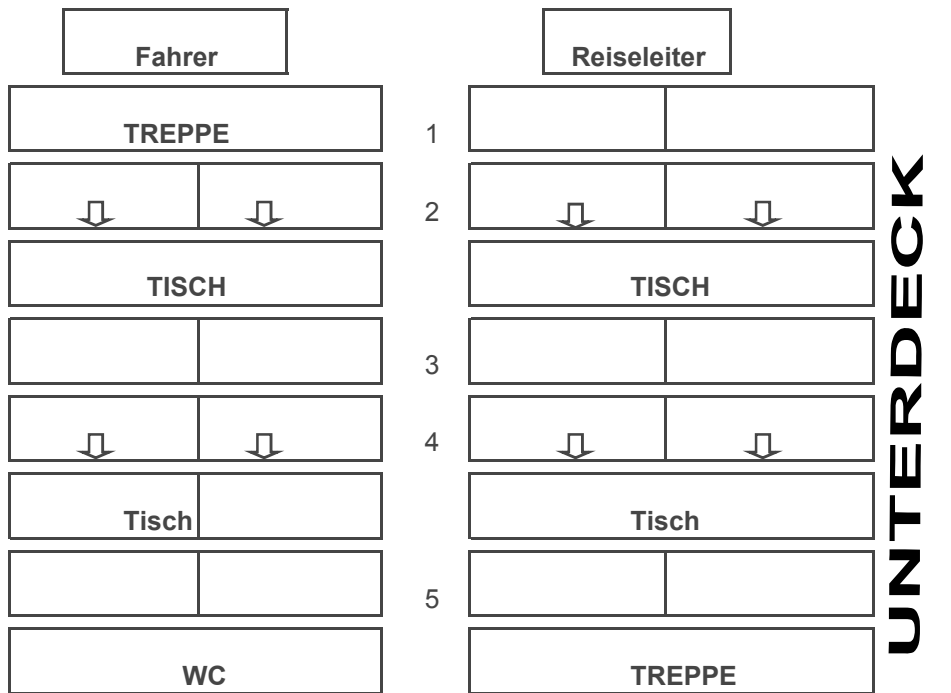 Fahrer Reiseleiter
TREPPE 1
2
TISCH TISCH
3
4
Tisch Tisch
5
WC TREPPE
UNTERDECK